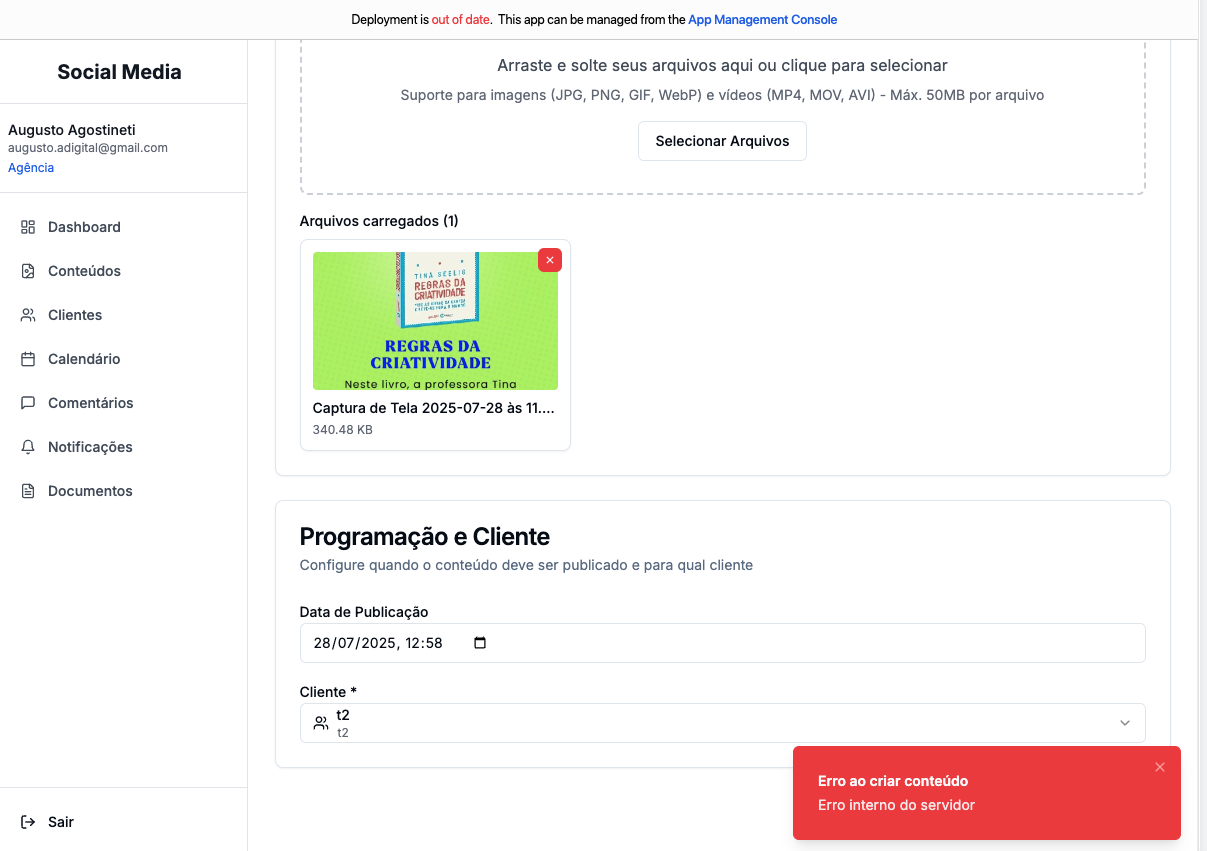 Deployment is out of date. This app can be managed from the App Management Console
Social Media
Augusto Agostineti
augusto.adigital@gmail.com
Agência
Dashboard
Conteúdos
Clientes
Calendário
Comentários
Notificações
Documentos
Sair
Arraste e solte seus arquivos aqui ou clique para selecionar
Suporte para imagens (JPG, PNG, GIF, WebP) e vídeos (MP4, MOV, AVI) - Máx. 50MB por arquivo
Selecionar Arquivos
Arquivos carregados (1)
TINA SEELIG
REGRAS DA
CRIATIVIDADE
REGRAS DA
CRIATIVIDADE
Neste livro, a professora Tina
Captura de Tela 2025-07-28 às 11....
340.48 KB
Programação e Cliente
Configure quando o conteúdo deve ser publicado e para qual cliente
Data de Publicação
28/07/2025, 12:58
Cliente *
t2
t2
Erro ao criar conteúdo
Erro interno do servidor